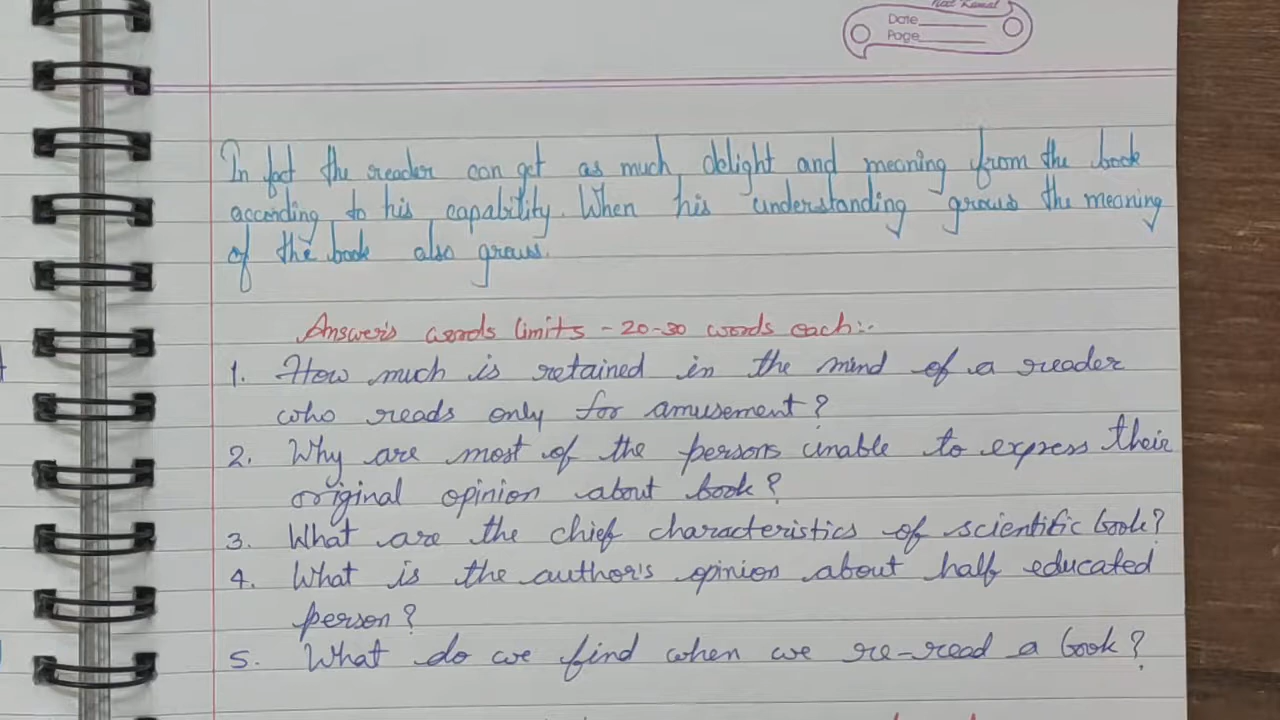 Date
Page
In fact the reader can get as much delight and meaning from the book
according to his capability. When his understanding grows the meaning
of the book also grows.
Answer's words limits - 20-30 words each:-
1. How much is retained in the mind of a reader
who reads only for amusement?
2. Why are most of the persons unable to express their
original opinion about book?
3. What are the chief characteristics of scientific book?
4. What is the author's opinion about half educated
person?
5. What do we find when we re-read a book?